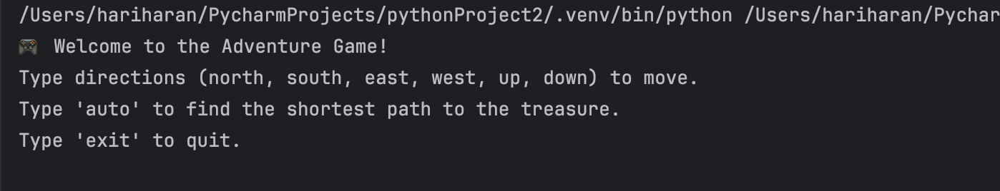 /Users/hariharan/PycharmProjects/pythonProject2/.venv/bin/python /Users/hariharan/Pychar
🎮 Welcome to the Adventure Game!
Type directions (north, south, east, west, up, down) to move.
Type 'auto' to find the shortest path to the treasure.
Type 'exit' to quit.